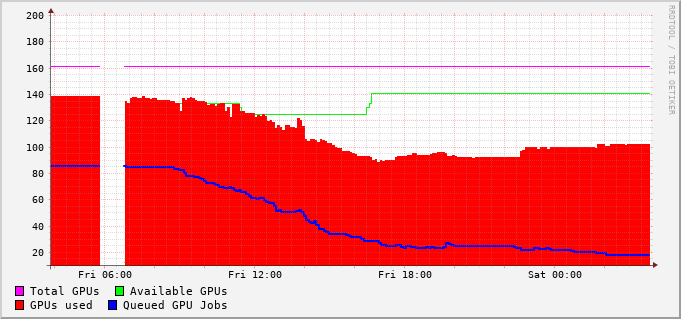 200
180
160
140
120
100
80
60
40
20
Fri 06:00 Fri 12:00 Fri 18:00 Sat 00:00
Total GPUs Available GPUs
GPUs used Queued GPU Jobs
RRDTOOL / TOBI OETIKER